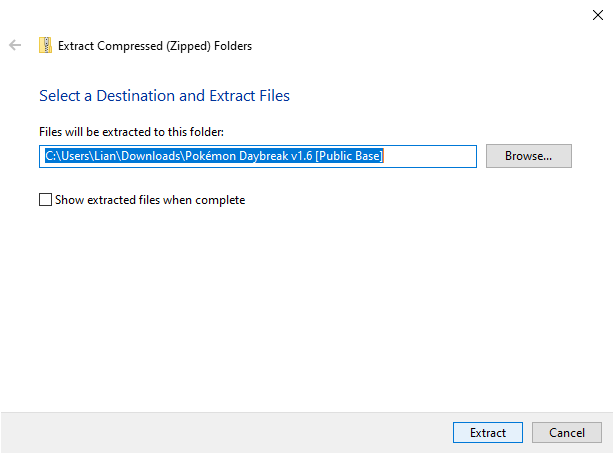 Extract Compressed (Zipped) Folders
Select a Destination and Extract Files
Files will be extracted to this folder:
C:\Users\Lian\Downloads\Pokémon Daybreak v1.6 [Public Base]
Browse...
Show extracted files when complete
Extract
Cancel